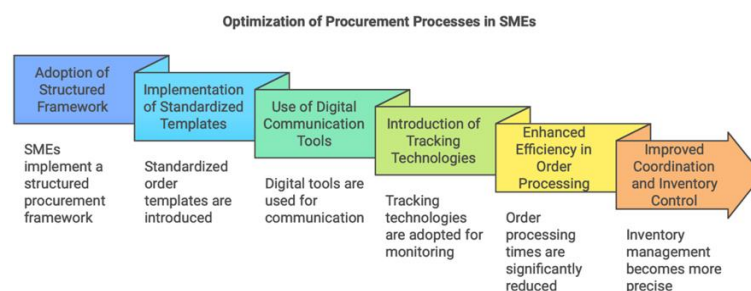 Optimization of Procurement Processes in SMEs
Adoption of
Structured
Framework
SMEs
implement a
structured
procurement
framework
Implementation
of Standardized
Templates
Standardized
order
templates are
introduced
Use of Digital
Communication
Tools
Digital tools are
used for
communication
Introduction of
Tracking
Technologies
Tracking
technologies
are adopted for
monitoring
Enhanced
Efficiency in
Order
Processing
Order
processing
times are
significantly
reduced
Improved
Coordination
and Inventory
Control
Inventory
management
becomes more
precise